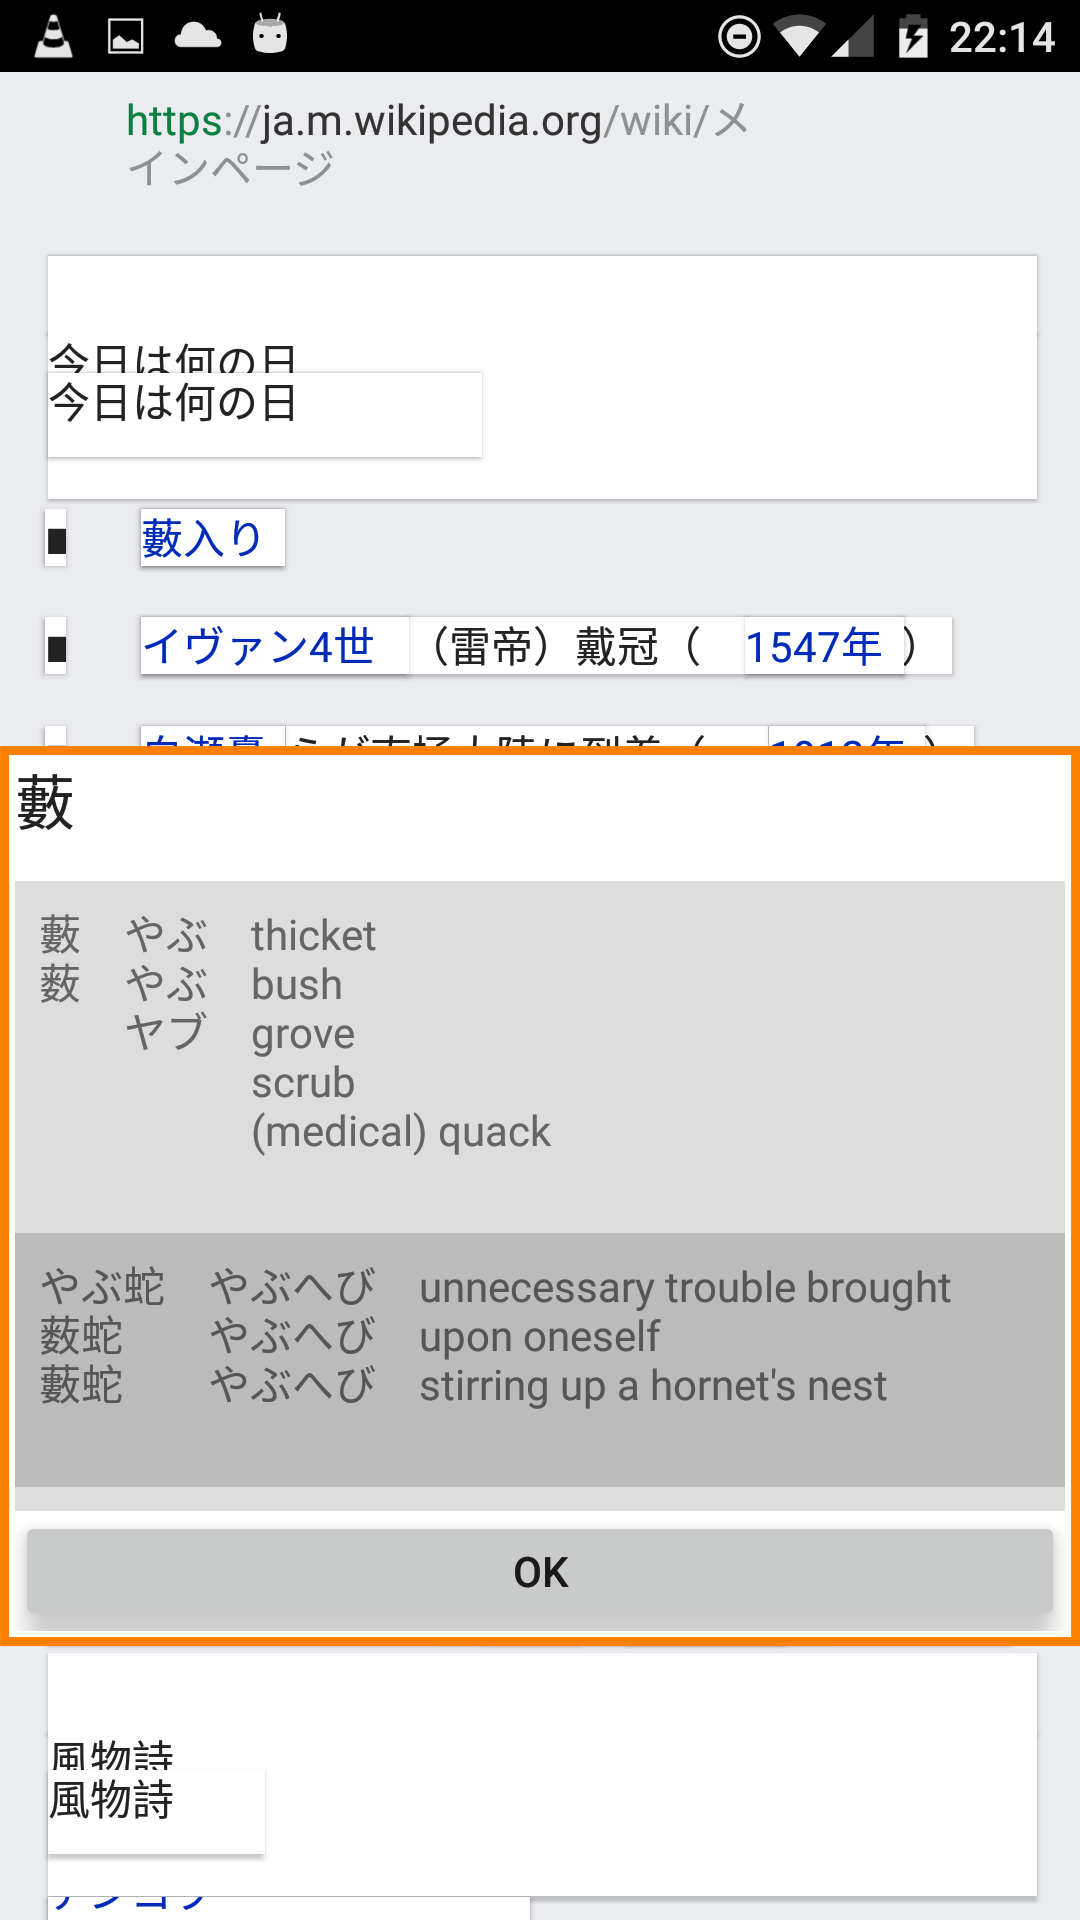 22:14
https://ja.m.wikipedia.org/wiki/メ
インページ
今日は何の日
今日は何の日
藪入り
イヴァン4世 （雷帝）戴冠（ 1547年 ）
藪
藪 やぶ thicket
薮 やぶ bush
ヤブ grove
scrub
(medical) quack
やぶ蛇 やぶへび unnecessary trouble brought
薮蛇 やぶへび upon oneself
藪蛇 やぶへび stirring up a hornet's nest
OK
風物詩
風物詩